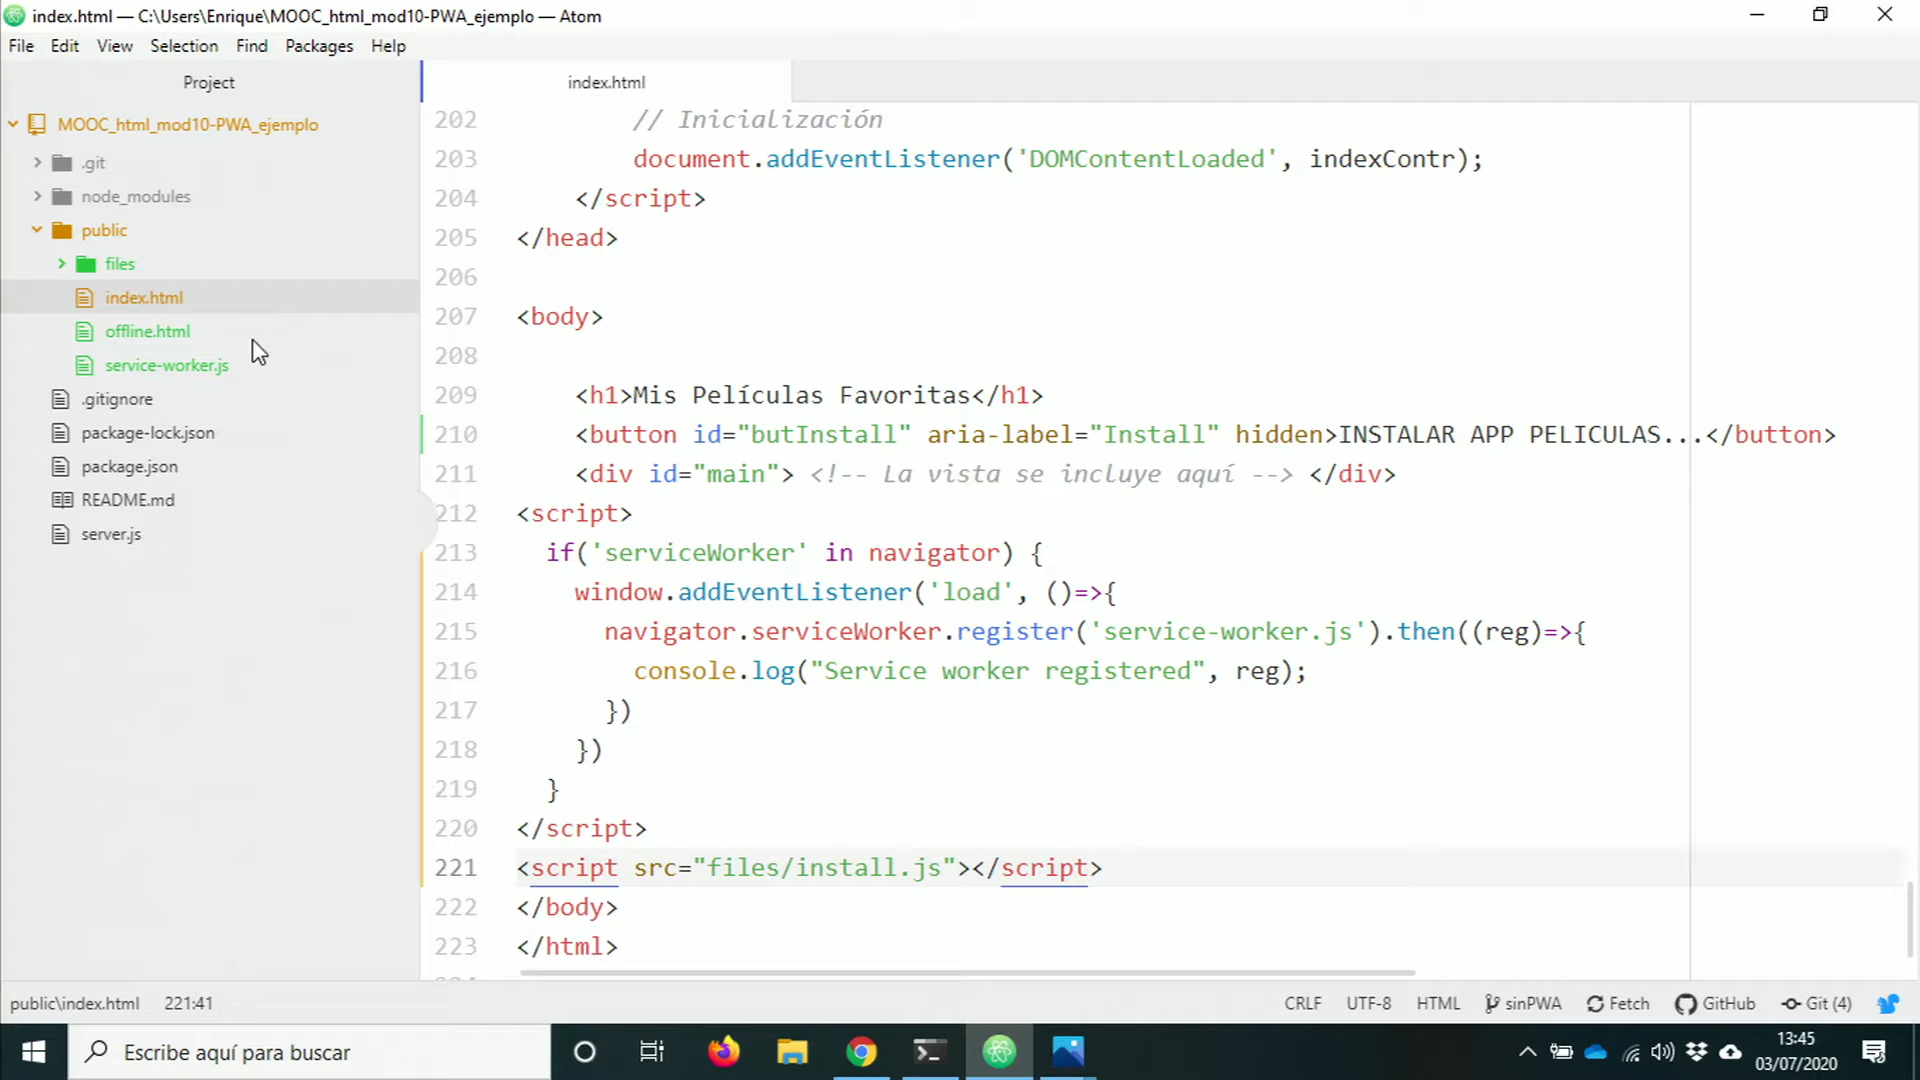 index.html — C:\Users\Enrique\MOOC_html_mod10-PWA_ejemplo — Atom
File Edit View Selection Find Packages Help
Project
MOOC_html_mod10-PWA_ejemplo
.git
node_modules
public
files
index.html
offline.html
service-worker.js
.gitignore
package-lock.json
package.json
README.md
server.js
index.html
202 // Inicialización
203 document.addEventListener('DOMContentLoaded', indexContr);
204 </script>
205 </head>
206
207 <body>
208
209 <h1>Mis Películas Favoritas</h1>
210 <button id="butInstall" aria-label="Install" hidden>INSTALAR APP PELICULAS...</button>
211 <div id="main"> <!-- La vista se incluye aquí --> </div>
212 <script>
213 if('serviceWorker' in navigator) {
214 window.addEventListener('load', ()=>{
215 navigator.serviceWorker.register('service-worker.js').then((reg)=>{
216 console.log("Service worker registered", reg);
217 })
218 })
219 }
220 </script>
221 <script src="files/install.js"></script>
222 </body>
223 </html>
public\index.html 221:41
CRLF UTF-8 HTML sinPWA Fetch GitHub Git (4)
Escribe aquí para buscar
13:45
03/07/2020